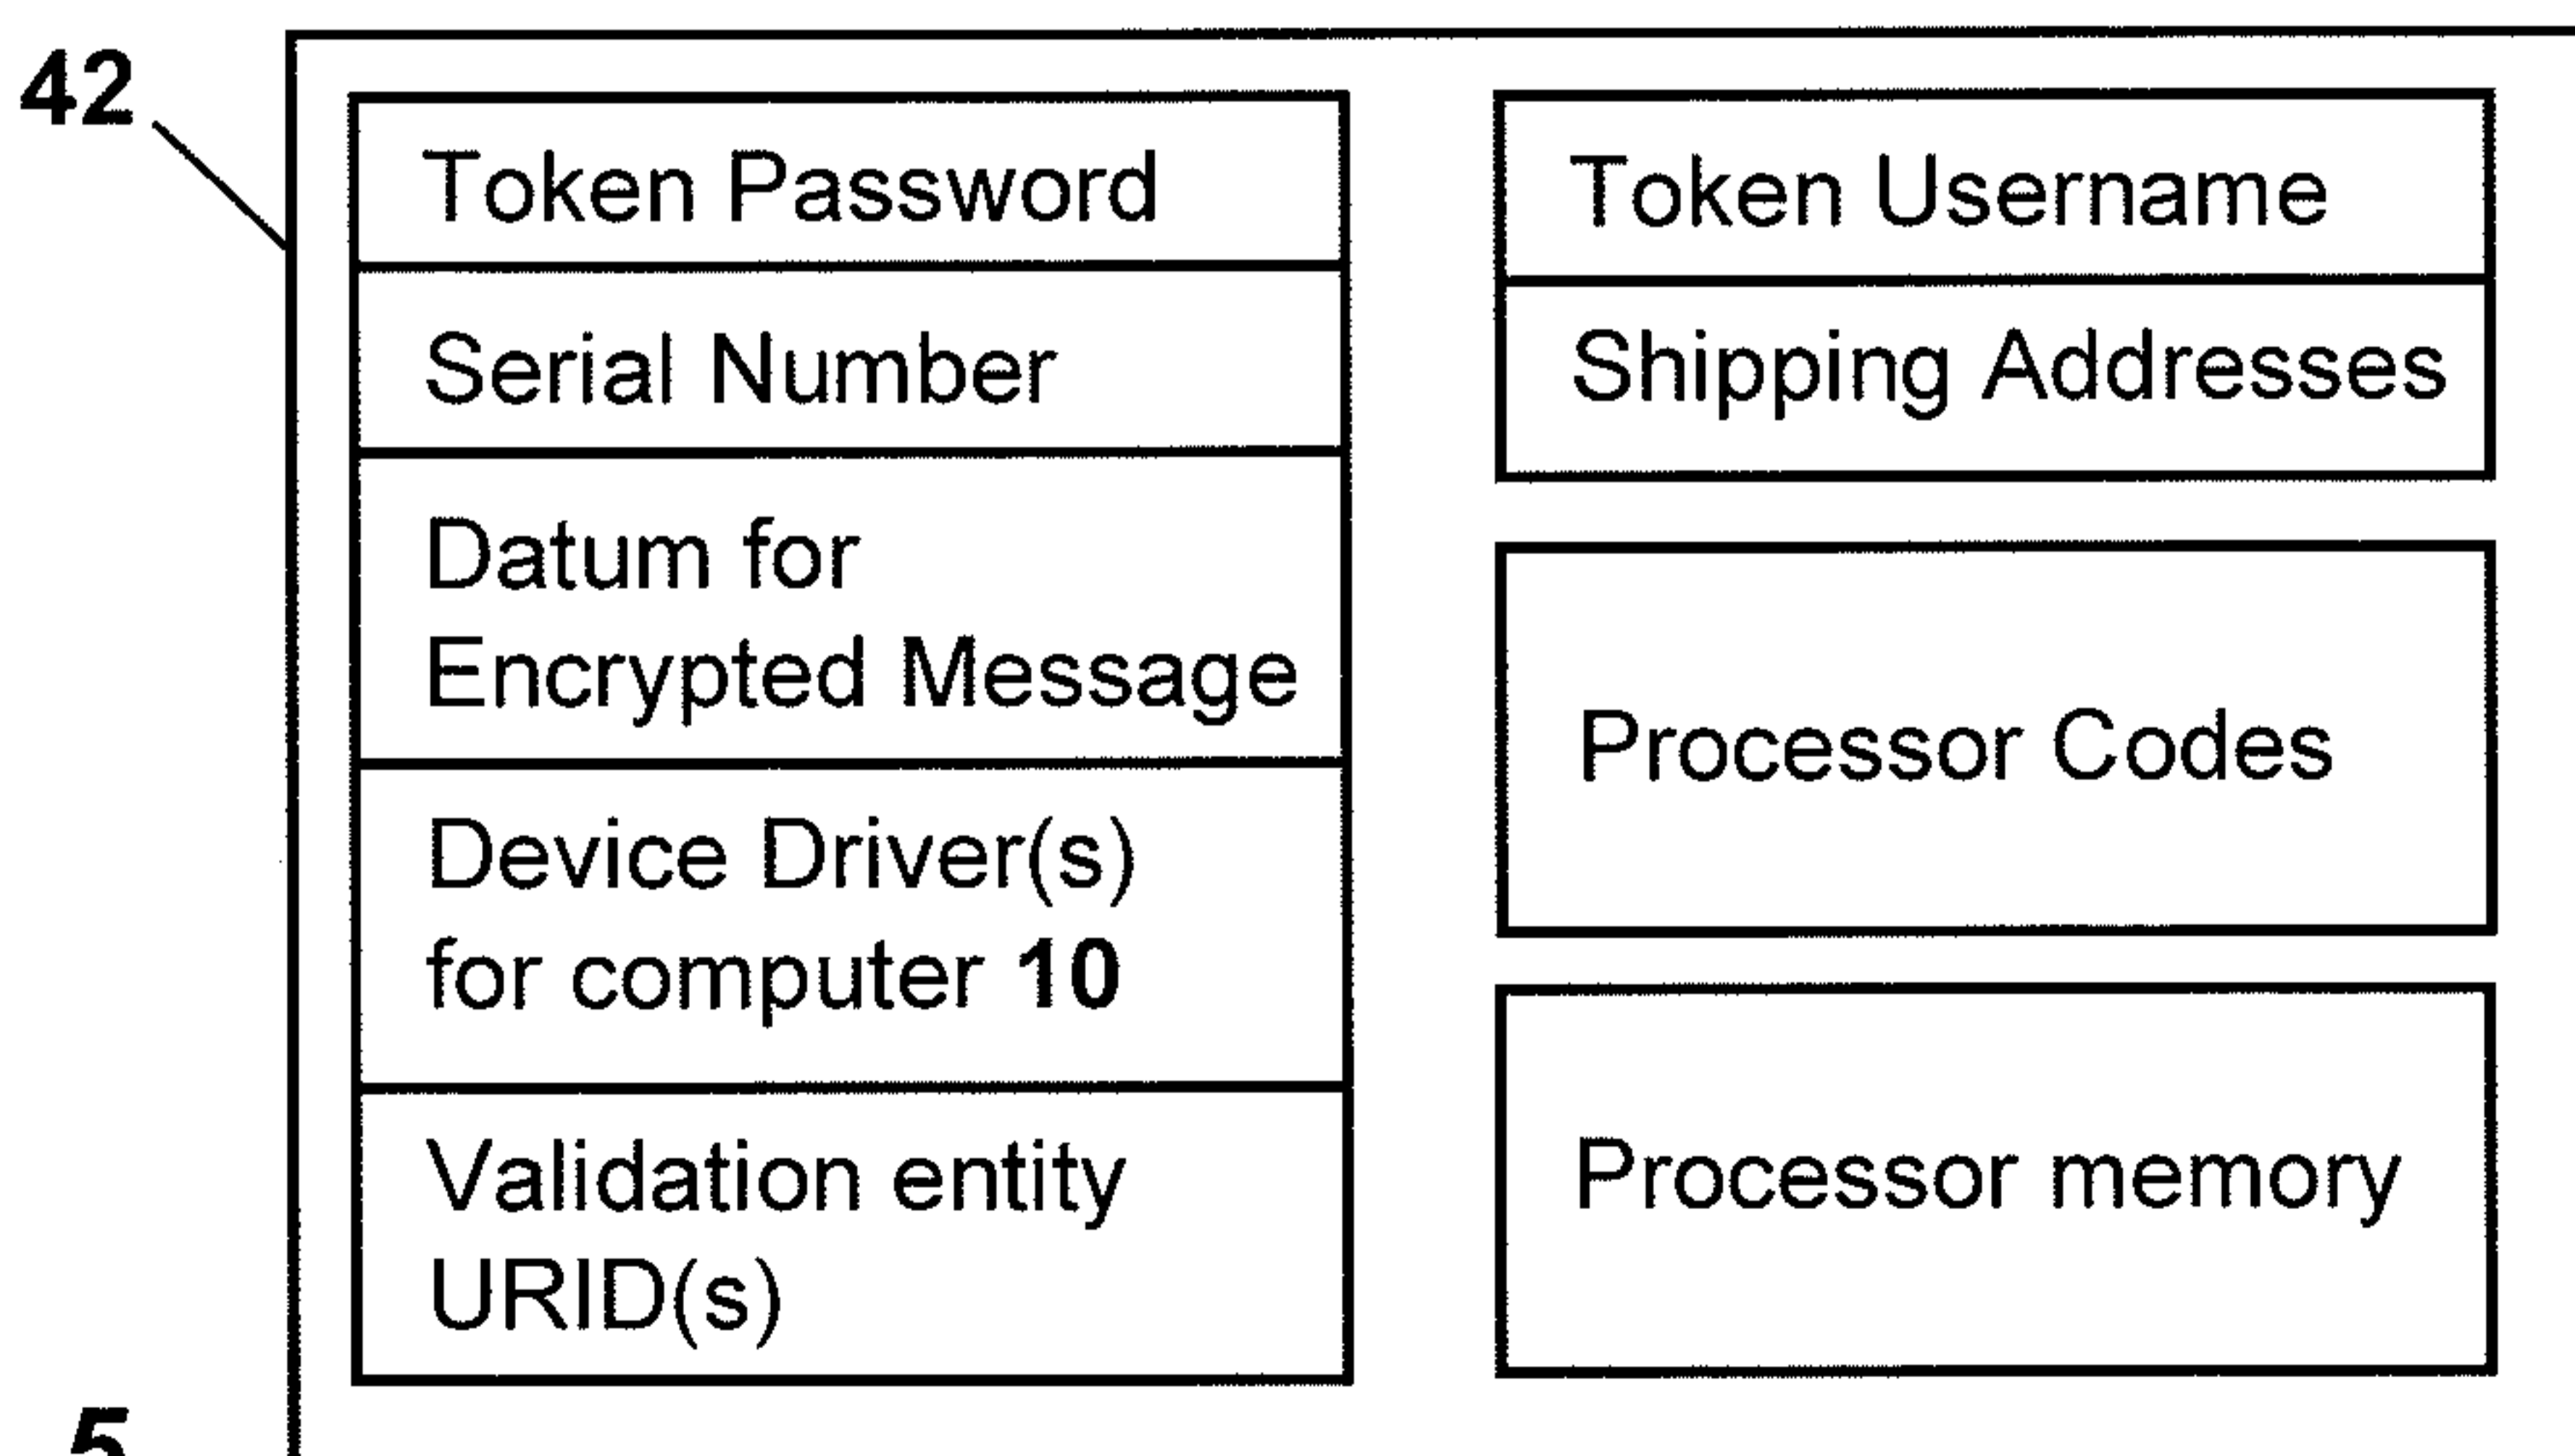 42
Token Password
Serial Number
Datum for
Encrypted Message
Device Driver(s)
for computer 10
Validation entity
URID(s)
Token Username
Shipping Addresses
Processor Codes
Processor memory
5